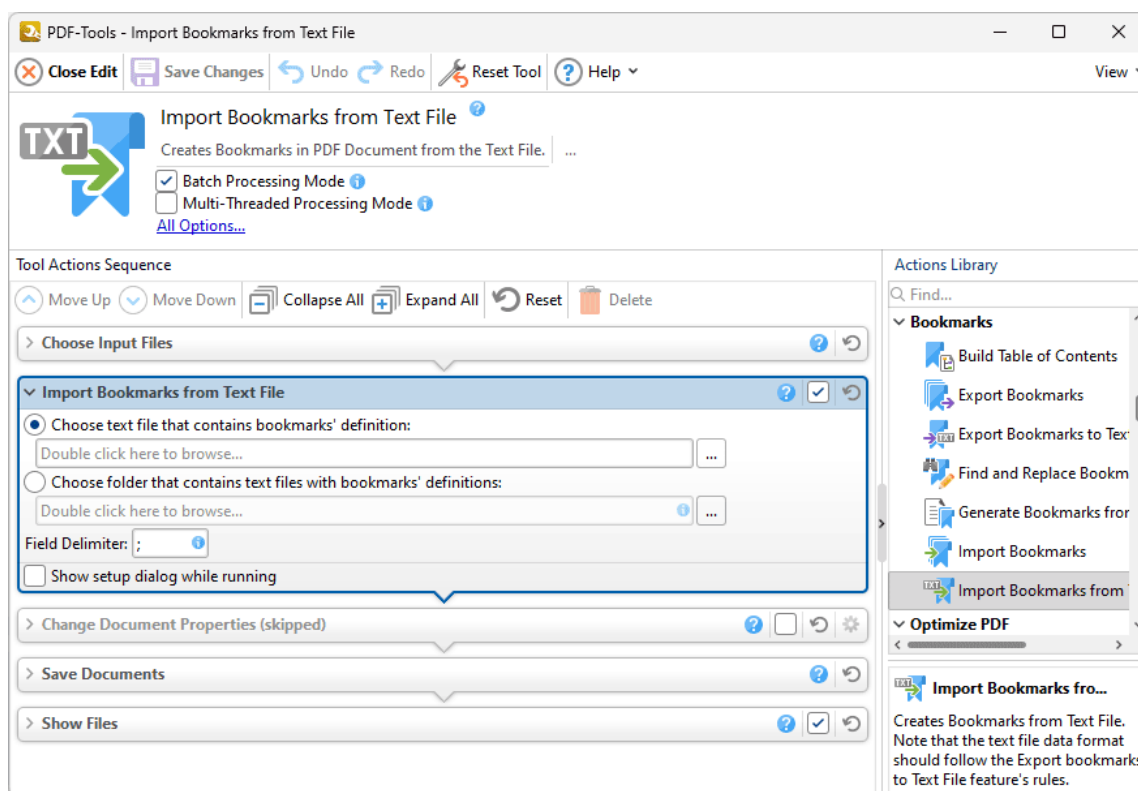 PDF-Tools - Import Bookmarks from Text File
Close Edit Save Changes Undo Redo Reset Tool Help View
TXT
Import Bookmarks from Text File
Creates Bookmarks in PDF Document from the Text File. ...
Batch Processing Mode
Multi-Threaded Processing Mode
All Options...
Tool Actions Sequence
Move Up Move Down Collapse All Expand All Reset Delete
Choose Input Files
Import Bookmarks from Text File
Choose text file that contains bookmarks' definition:
Double click here to browse... ...
Choose folder that contains text files with bookmarks' definitions:
Double click here to browse... ...
Field Delimiter: ;
Show setup dialog while running
Change Document Properties (skipped)
Save Documents
Show Files
Actions Library
Find...
Bookmarks
Build Table of Contents
Export Bookmarks
TXT Export Bookmarks to Text
Find and Replace Bookm
Generate Bookmarks from
Import Bookmarks
TXT Import Bookmarks from
Optimize PDF
TXT Import Bookmarks fro...
Creates Bookmarks from Text File.
Note that the text file data format
should follow the Export bookmarks
to Text File feature's rules.